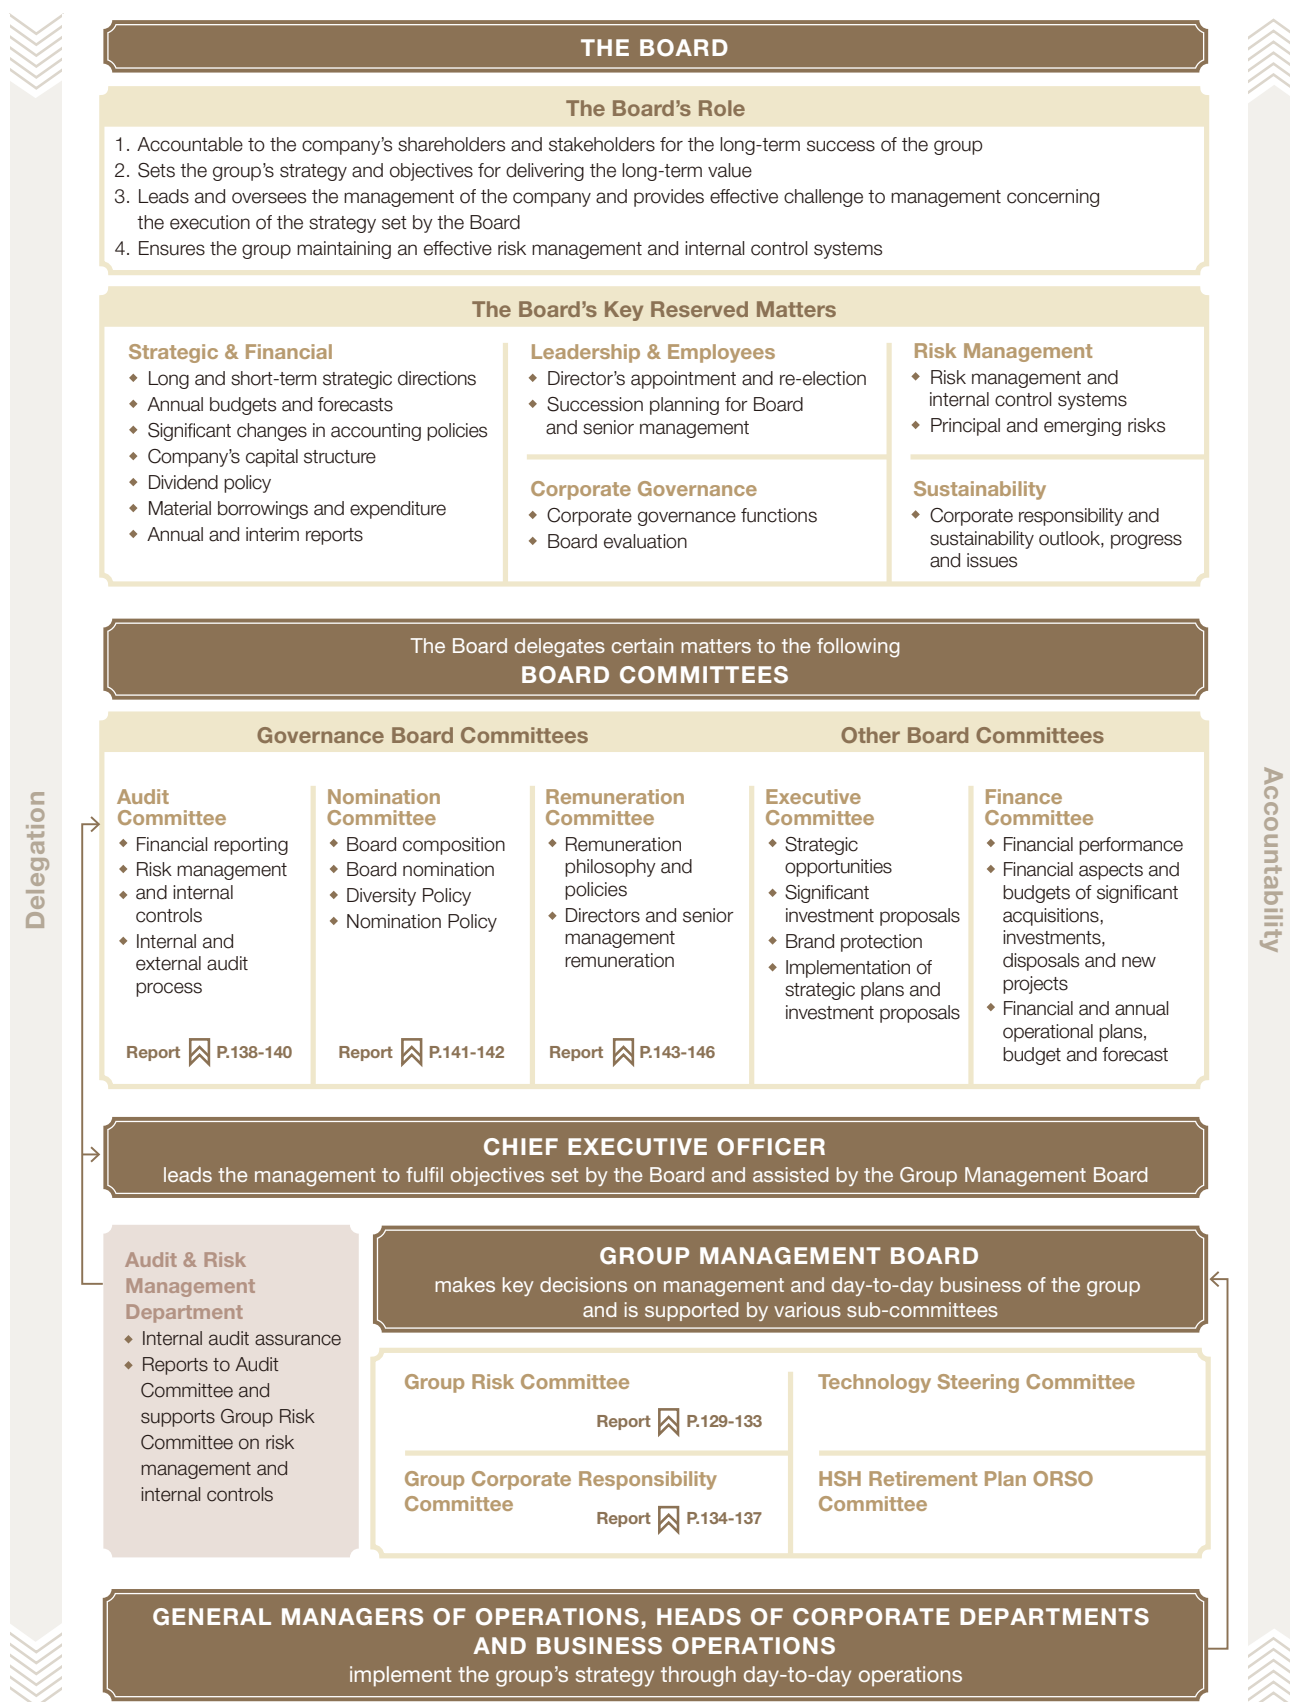 THE BOARD
The Board’s Role
1. Accountable to the company’s shareholders and stakeholders for the long-term success of the group
2. Sets the group’s strategy and objectives for delivering the long-term value
3. Leads and oversees the management of the company and provides effective challenge to management concerning
the execution of the strategy set by the Board
4. Ensures the group maintaining an effective risk management and internal control systems
The Board’s Key Reserved Matters
Strategic & Financial
Long and short-term strategic directions
Annual budgets and forecasts
Significant changes in accounting policies
Company’s capital structure
Dividend policy
Material borrowings and expenditure
Annual and interim reports
Leadership & Employees
Director’s appointment and re-election
Succession planning for Board
and senior management
Corporate Governance
Corporate governance functions
Board evaluation
Risk Management
Risk management and
internal control systems
Principal and emerging risks
Sustainability
Corporate responsibility and
sustainability outlook, progress
and issues
The Board delegates certain matters to the following
BOARD COMMITTEES
Governance Board Committees
Other Board Committees
Audit
Committee
Financial reporting
Risk management
and internal
controls
Internal and
external audit
process
Report P.138-140
Nomination
Committee
Board composition
Board nomination
Diversity Policy
Nomination Policy
Report P.141-142
Remuneration
Committee
Remuneration
philosophy and
policies
Directors and senior
management
remuneration
Report P.143-146
Executive
Committee
Strategic
opportunities
Significant
investment proposals
Brand protection
Implementation of
strategic plans and
investment proposals
Finance
Committee
Financial performance
Financial aspects and
budgets of significant
acquisitions,
investments,
disposals and new
projects
Financial and annual
operational plans,
budget and forecast
Delegation
Accountability
CHIEF EXECUTIVE OFFICER
leads the management to fulfil objectives set by the Board and assisted by the Group Management Board
Audit & Risk
Management
Department
Internal audit assurance
Reports to Audit
Committee and
supports Group Risk
Committee on risk
management and
internal controls
GROUP MANAGEMENT BOARD
makes key decisions on management and day-to-day business of the group
and is supported by various sub-committees
Group Risk Committee
Report P.129-133
Technology Steering Committee
Group Corporate Responsibility
Committee
Report P.134-137
HSH Retirement Plan ORSO
Committee
GENERAL MANAGERS OF OPERATIONS, HEADS OF CORPORATE DEPARTMENTS
AND BUSINESS OPERATIONS
implement the group’s strategy through day-to-day operations